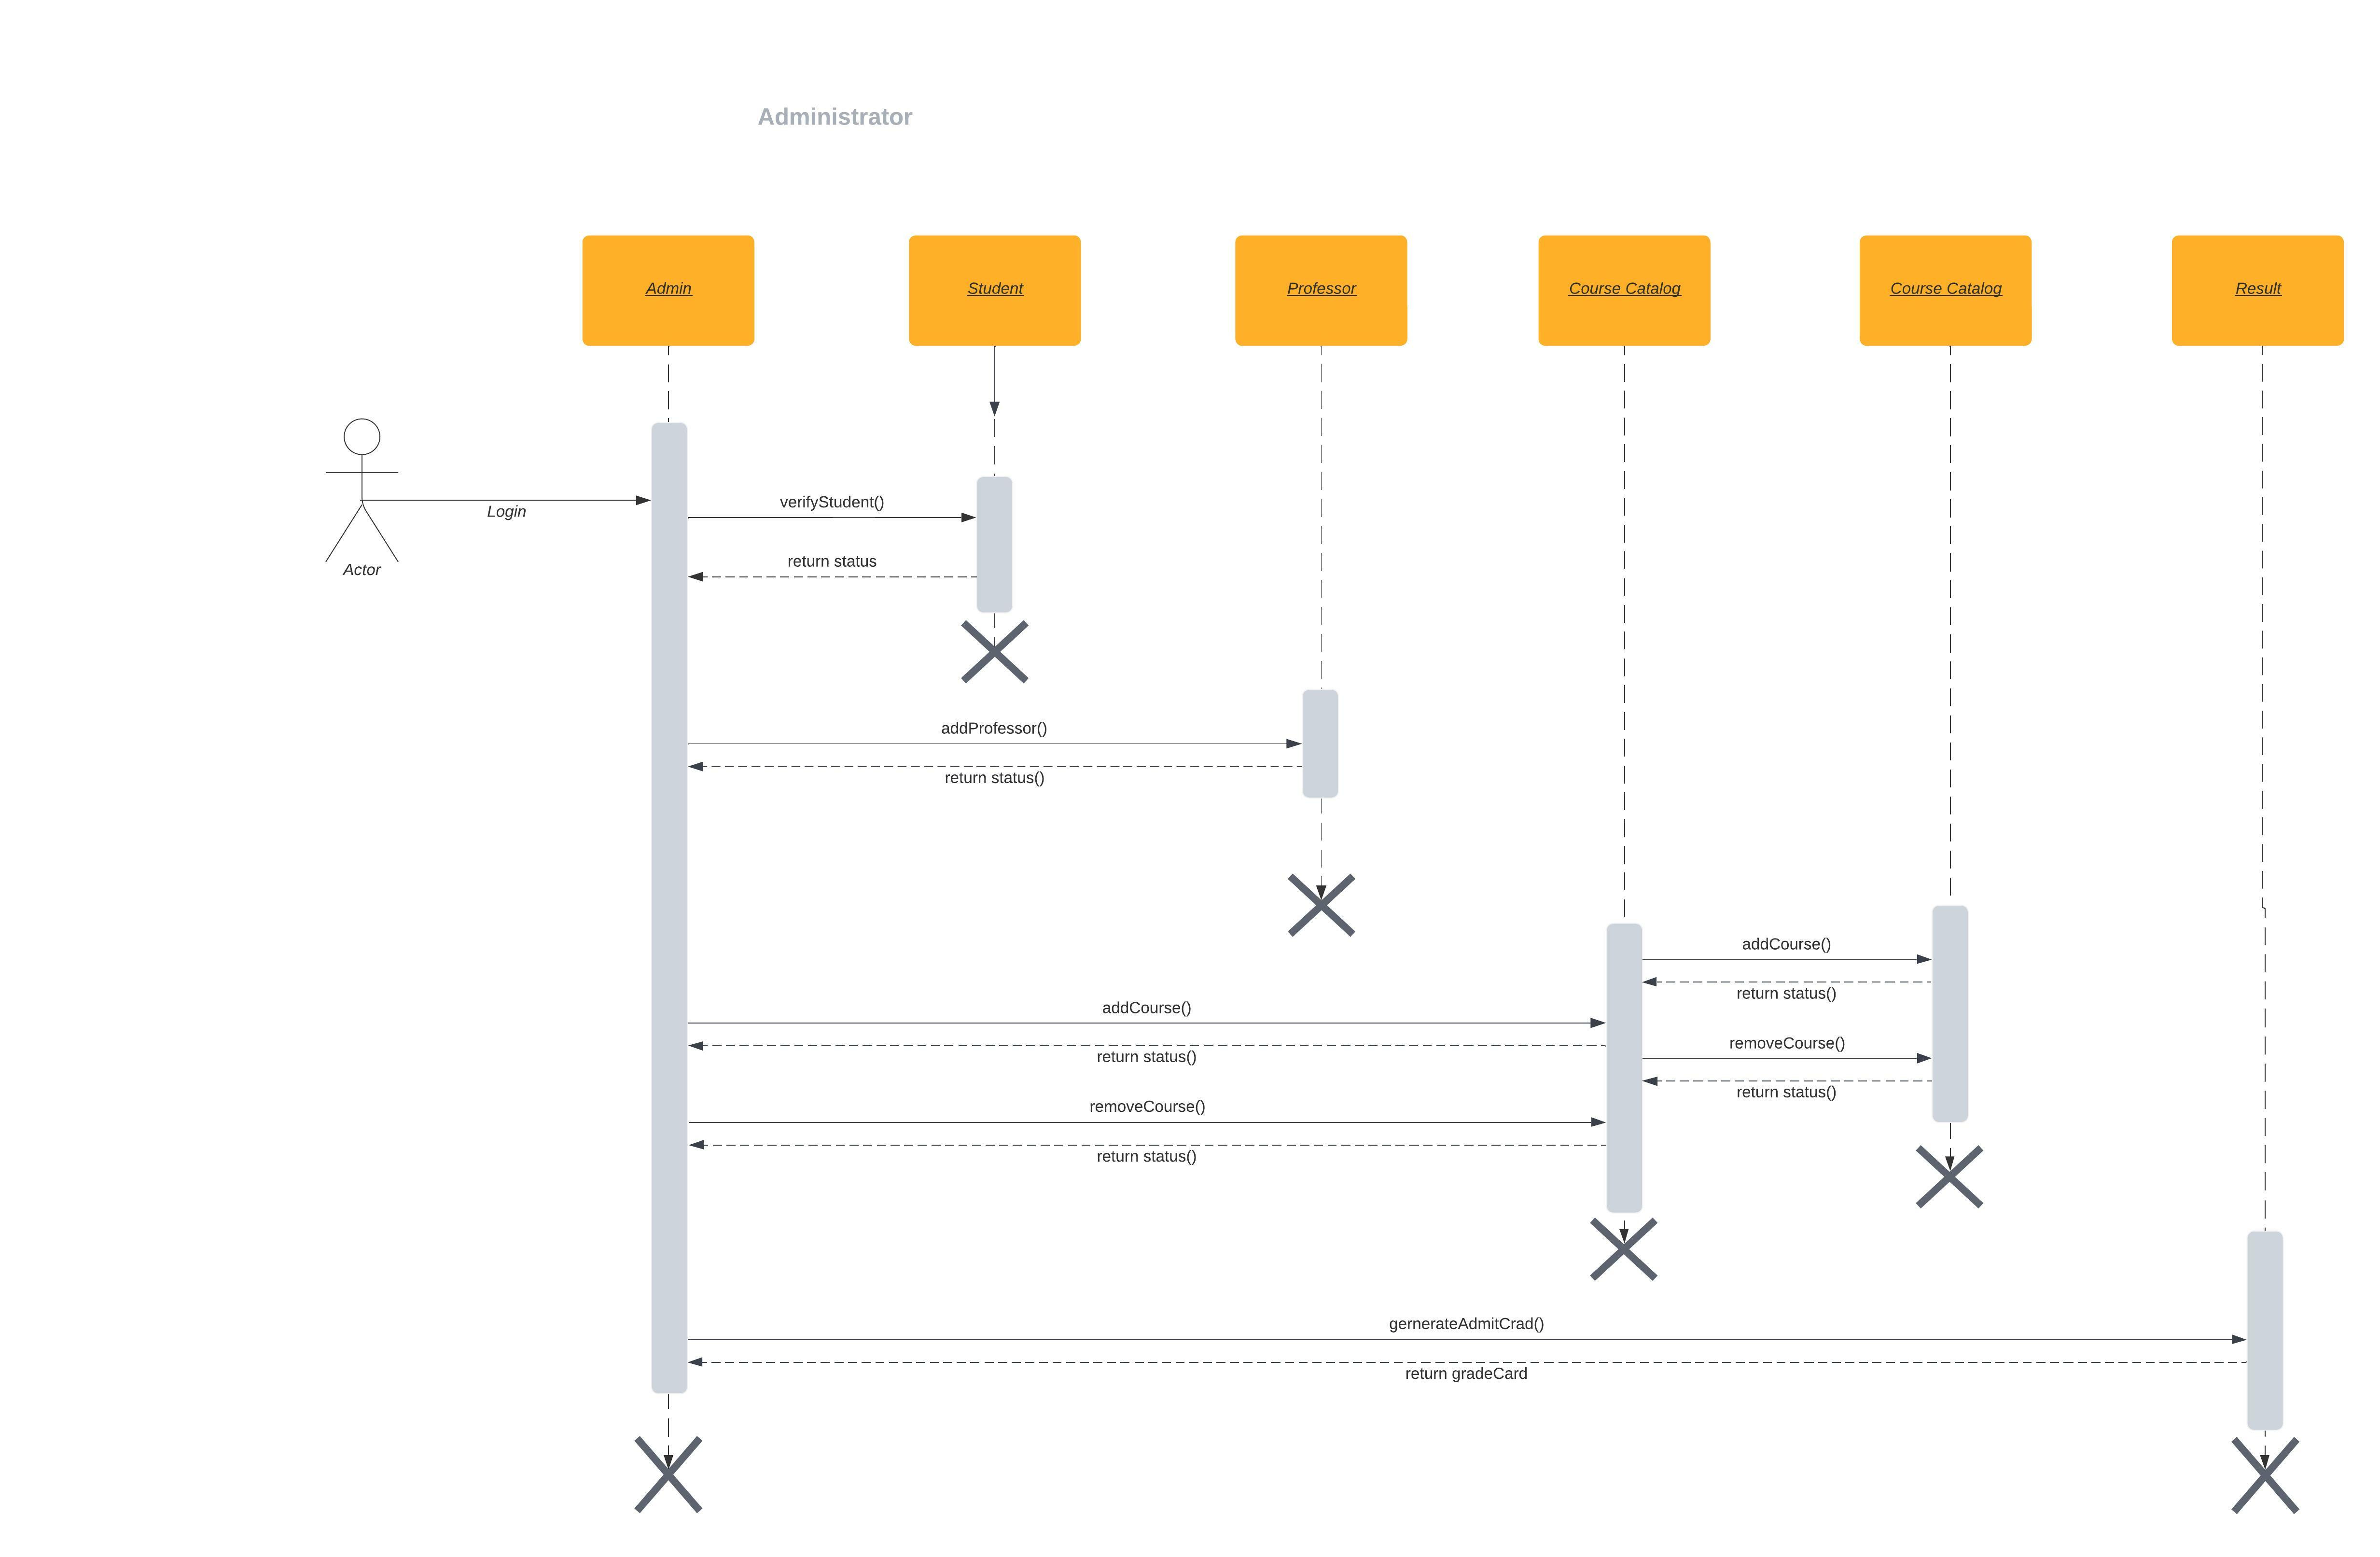 Administrator
Admin
Student
Professor
Course Catalog
Course Catalog
Result
Login
Actor
verifyStudent()
return status
addProfessor()
return status()
addCourse()
return status()
addCourse()
return status()
removeCourse()
return status()
removeCourse()
return status()
gernerateAdmitCrad()
return gradeCard